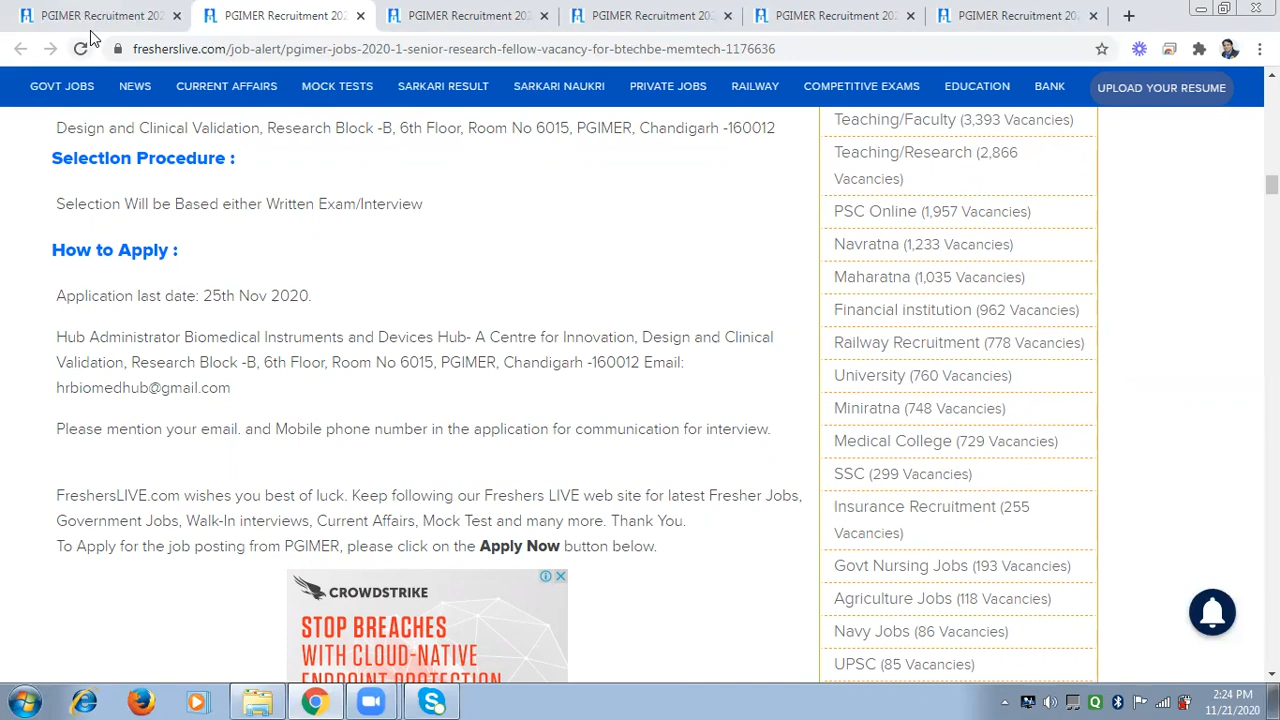 PGIMER Recruitment 202
PGIMER Recruitment 202
PGIMER Recruitment 202
PGIMER Recruitment 202
PGIMER Recruitment 202
PGIMER Recruitment 202
fresherslive.com/job-alert/pgimer-jobs-2020-1-senior-research-fellow-vacancy-for-btechbe-memtech-1176636
GOVT JOBS NEWS CURRENT AFFAIRS MOCK TESTS SARKARI RESULT SARKARI NAUKRI PRIVATE JOBS RAILWAY COMPETITIVE EXAMS EDUCATION BANK UPLOAD YOUR RESUME
Design and Clinical Validation, Research Block -B, 6th Floor, Room No 6015, PGIMER, Chandigarh -160012
Selection Procedure :
Selection Will be Based either Written Exam/Interview
How to Apply :
Application last date: 25th Nov 2020.
Hub Administrator Biomedical Instruments and Devices Hub- A Centre for Innovation, Design and Clinical
Validation, Research Block -B, 6th Floor, Room No 6015, PGIMER, Chandigarh -160012 Email:
hrbiomedhub@gmail.com
Please mention your email. and Mobile phone number in the application for communication for interview.
FreshersLIVE.com wishes you best of luck. Keep following our Freshers LIVE web site for latest Fresher Jobs,
Government Jobs, Walk-In interviews, Current Affairs, Mock Test and many more. Thank You.
To Apply for the job posting from PGIMER, please click on the Apply Now button below.
CROWDSTRIKE
STOP BREACHES
WITH CLOUD-NATIVE
ENDPOINT PROTECTION
Teaching/Faculty (3,393 Vacancies)
Teaching/Research (2,866
Vacancies)
PSC Online (1,957 Vacancies)
Navratna (1,233 Vacancies)
Maharatna (1,035 Vacancies)
Financial institution (962 Vacancies)
Railway Recruitment (778 Vacancies)
University (760 Vacancies)
Miniratna (748 Vacancies)
Medical College (729 Vacancies)
SSC (299 Vacancies)
Insurance Recruitment (255
Vacancies)
Govt Nursing Jobs (193 Vacancies)
Agriculture Jobs (118 Vacancies)
Navy Jobs (86 Vacancies)
UPSC (85 Vacancies)
2:24 PM
11/21/2020